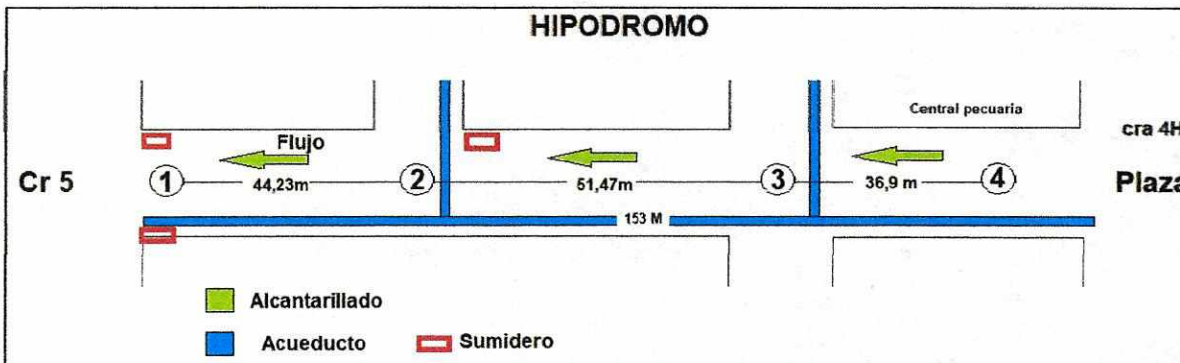 HIPODROMO
Central pecuaria
cra 4H
Flujo
Cr 5
1
44,23m
2
51,47m
3
36,9 m
4
Plaza
153 M
Alcantarillado
Acueducto
Sumidero